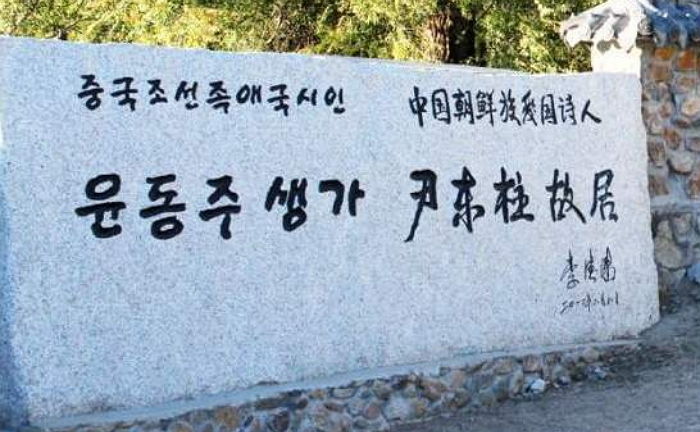 중국조선족애국시인 中国朝鲜族爱国诗人
윤동주 생가 尹东柱故居